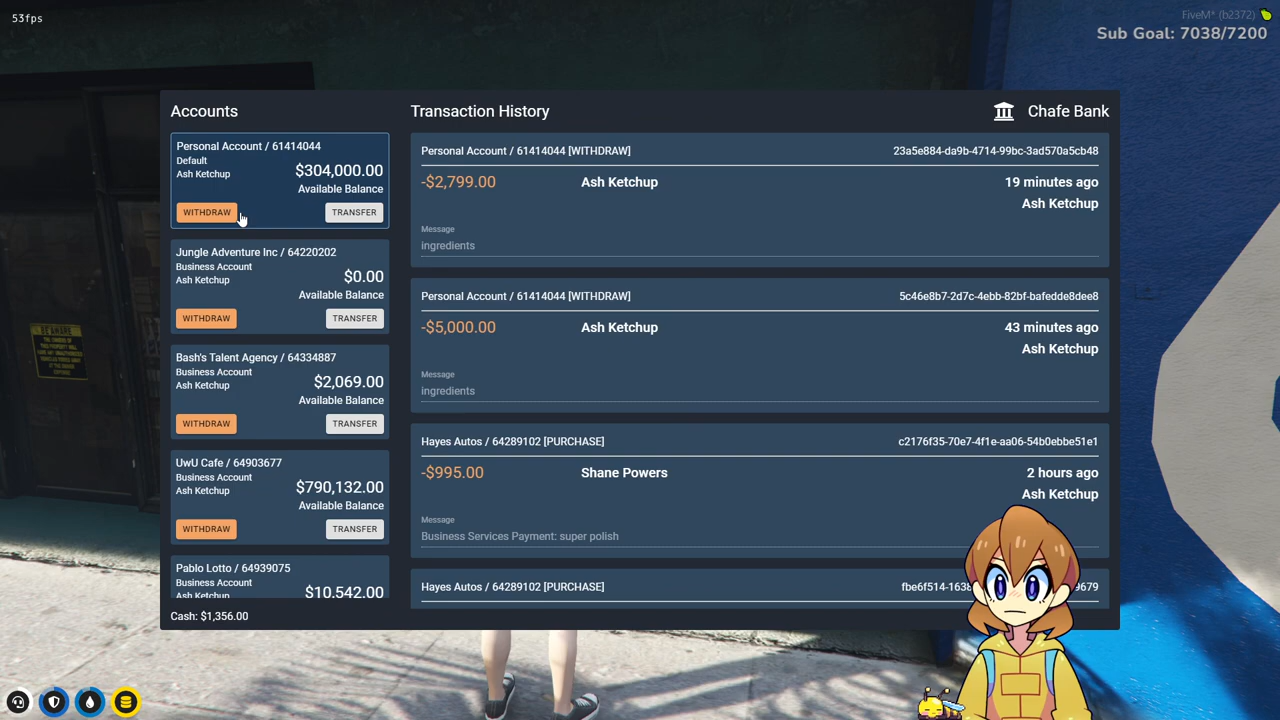 53fps
FiveM* (b2372)
Sub Goal: 7038/7200
Accounts
Personal Account / 61414044
Default
Ash Ketchup
$304,000.00
Available Balance
WITHDRAW
TRANSFER
Jungle Adventure Inc / 64220202
Business Account
Ash Ketchup
$0.00
Available Balance
WITHDRAW
TRANSFER
Bash's Talent Agency / 64334887
Business Account
Ash Ketchup
$2,069.00
Available Balance
WITHDRAW
TRANSFER
UwU Cafe / 64903677
Business Account
Ash Ketchup
$790,132.00
Available Balance
WITHDRAW
TRANSFER
Pablo Lotto / 64939075
Business Account
Ash Ketchup
$10,542.00
Cash: $1,356.00
Transaction History
Chafe Bank
Personal Account / 61414044 [WITHDRAW]
23a5e884-da9b-4714-99bc-3ad570a5cb48
-$2,799.00
Ash Ketchup
19 minutes ago
Ash Ketchup
Message
ingredients
Personal Account / 61414044 [WITHDRAW]
5c46e8b7-2d7c-4ebb-82bf-bafedde8dee8
-$5,000.00
Ash Ketchup
43 minutes ago
Ash Ketchup
Message
ingredients
Hayes Autos / 64289102 [PURCHASE]
c2176f35-70e7-4f1e-aa06-54b0ebbe51e1
-$995.00
Shane Powers
2 hours ago
Ash Ketchup
Message
Business Services Payment: super polish
Hayes Autos / 64289102 [PURCHASE]
BEWARE